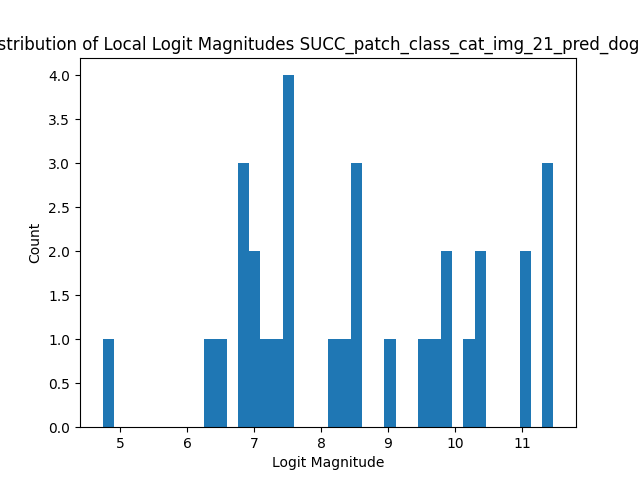 stribution of Local Logit Magnitudes SUCC_patch_class_cat_img_21_pred_dog
4.0
3.5
3.0
2.5
2.0
1.5
1.0
0.5
0.0
Count
5 6 7 8 9 10 11
Logit Magnitude